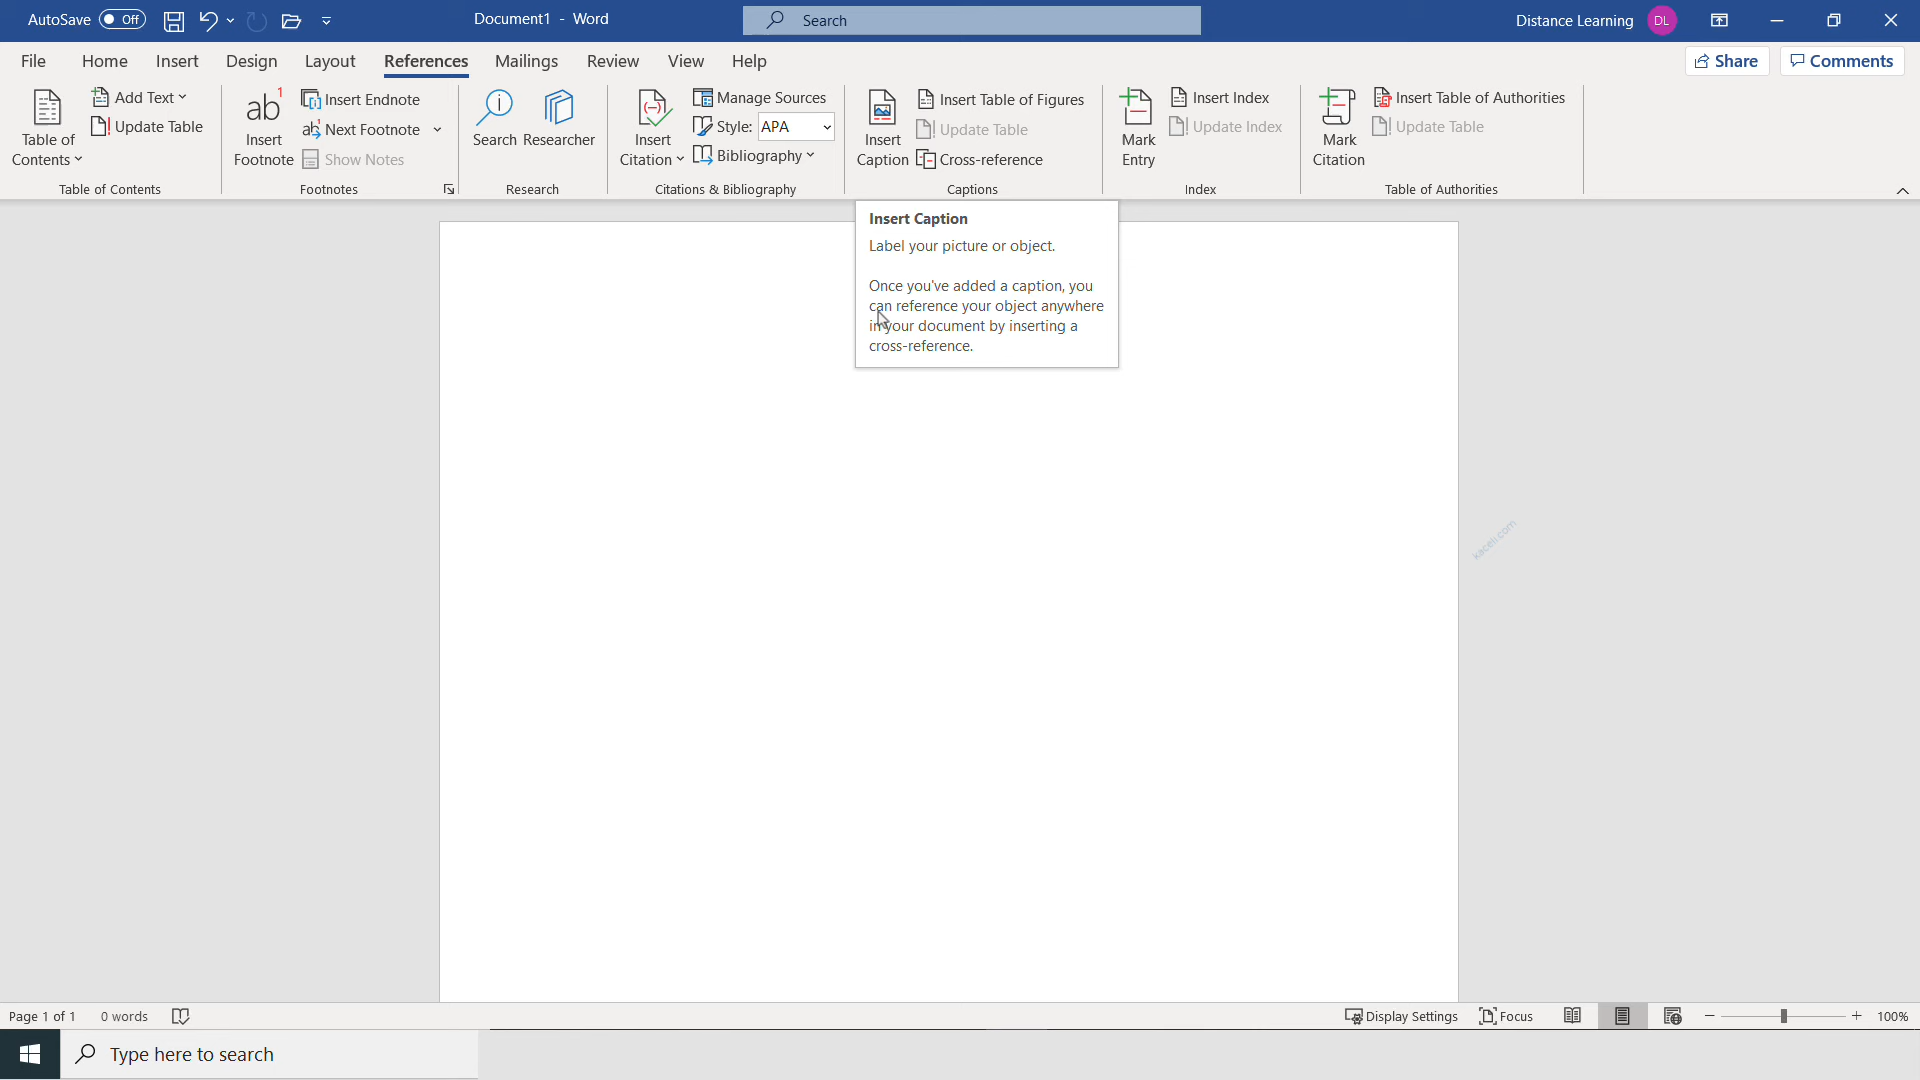 AutoSave Off Document1 - Word Search Distance Learning DL
File Home Insert Design Layout References Mailings Review View Help Share Comments
Table of Contents
Add Text
Update Table
Table of Contents
ab 1
Insert Footnote
Insert Endnote
Next Footnote
Show Notes
Footnotes
Search
Researcher
Research
Insert Citation
Manage Sources
Style: APA
Bibliography
Citations & Bibliography
Insert Caption
Insert Table of Figures
Update Table
Cross-reference
Captions
Mark Entry
Insert Index
Update Index
Index
Mark Citation
Insert Table of Authorities
Update Table
Table of Authorities
Insert Caption
Label your picture or object.
Once you've added a caption, you
can reference your object anywhere
in your document by inserting a
cross-reference.
kaceli.com
Page 1 of 1 0 words Display Settings Focus 100%
Type here to search